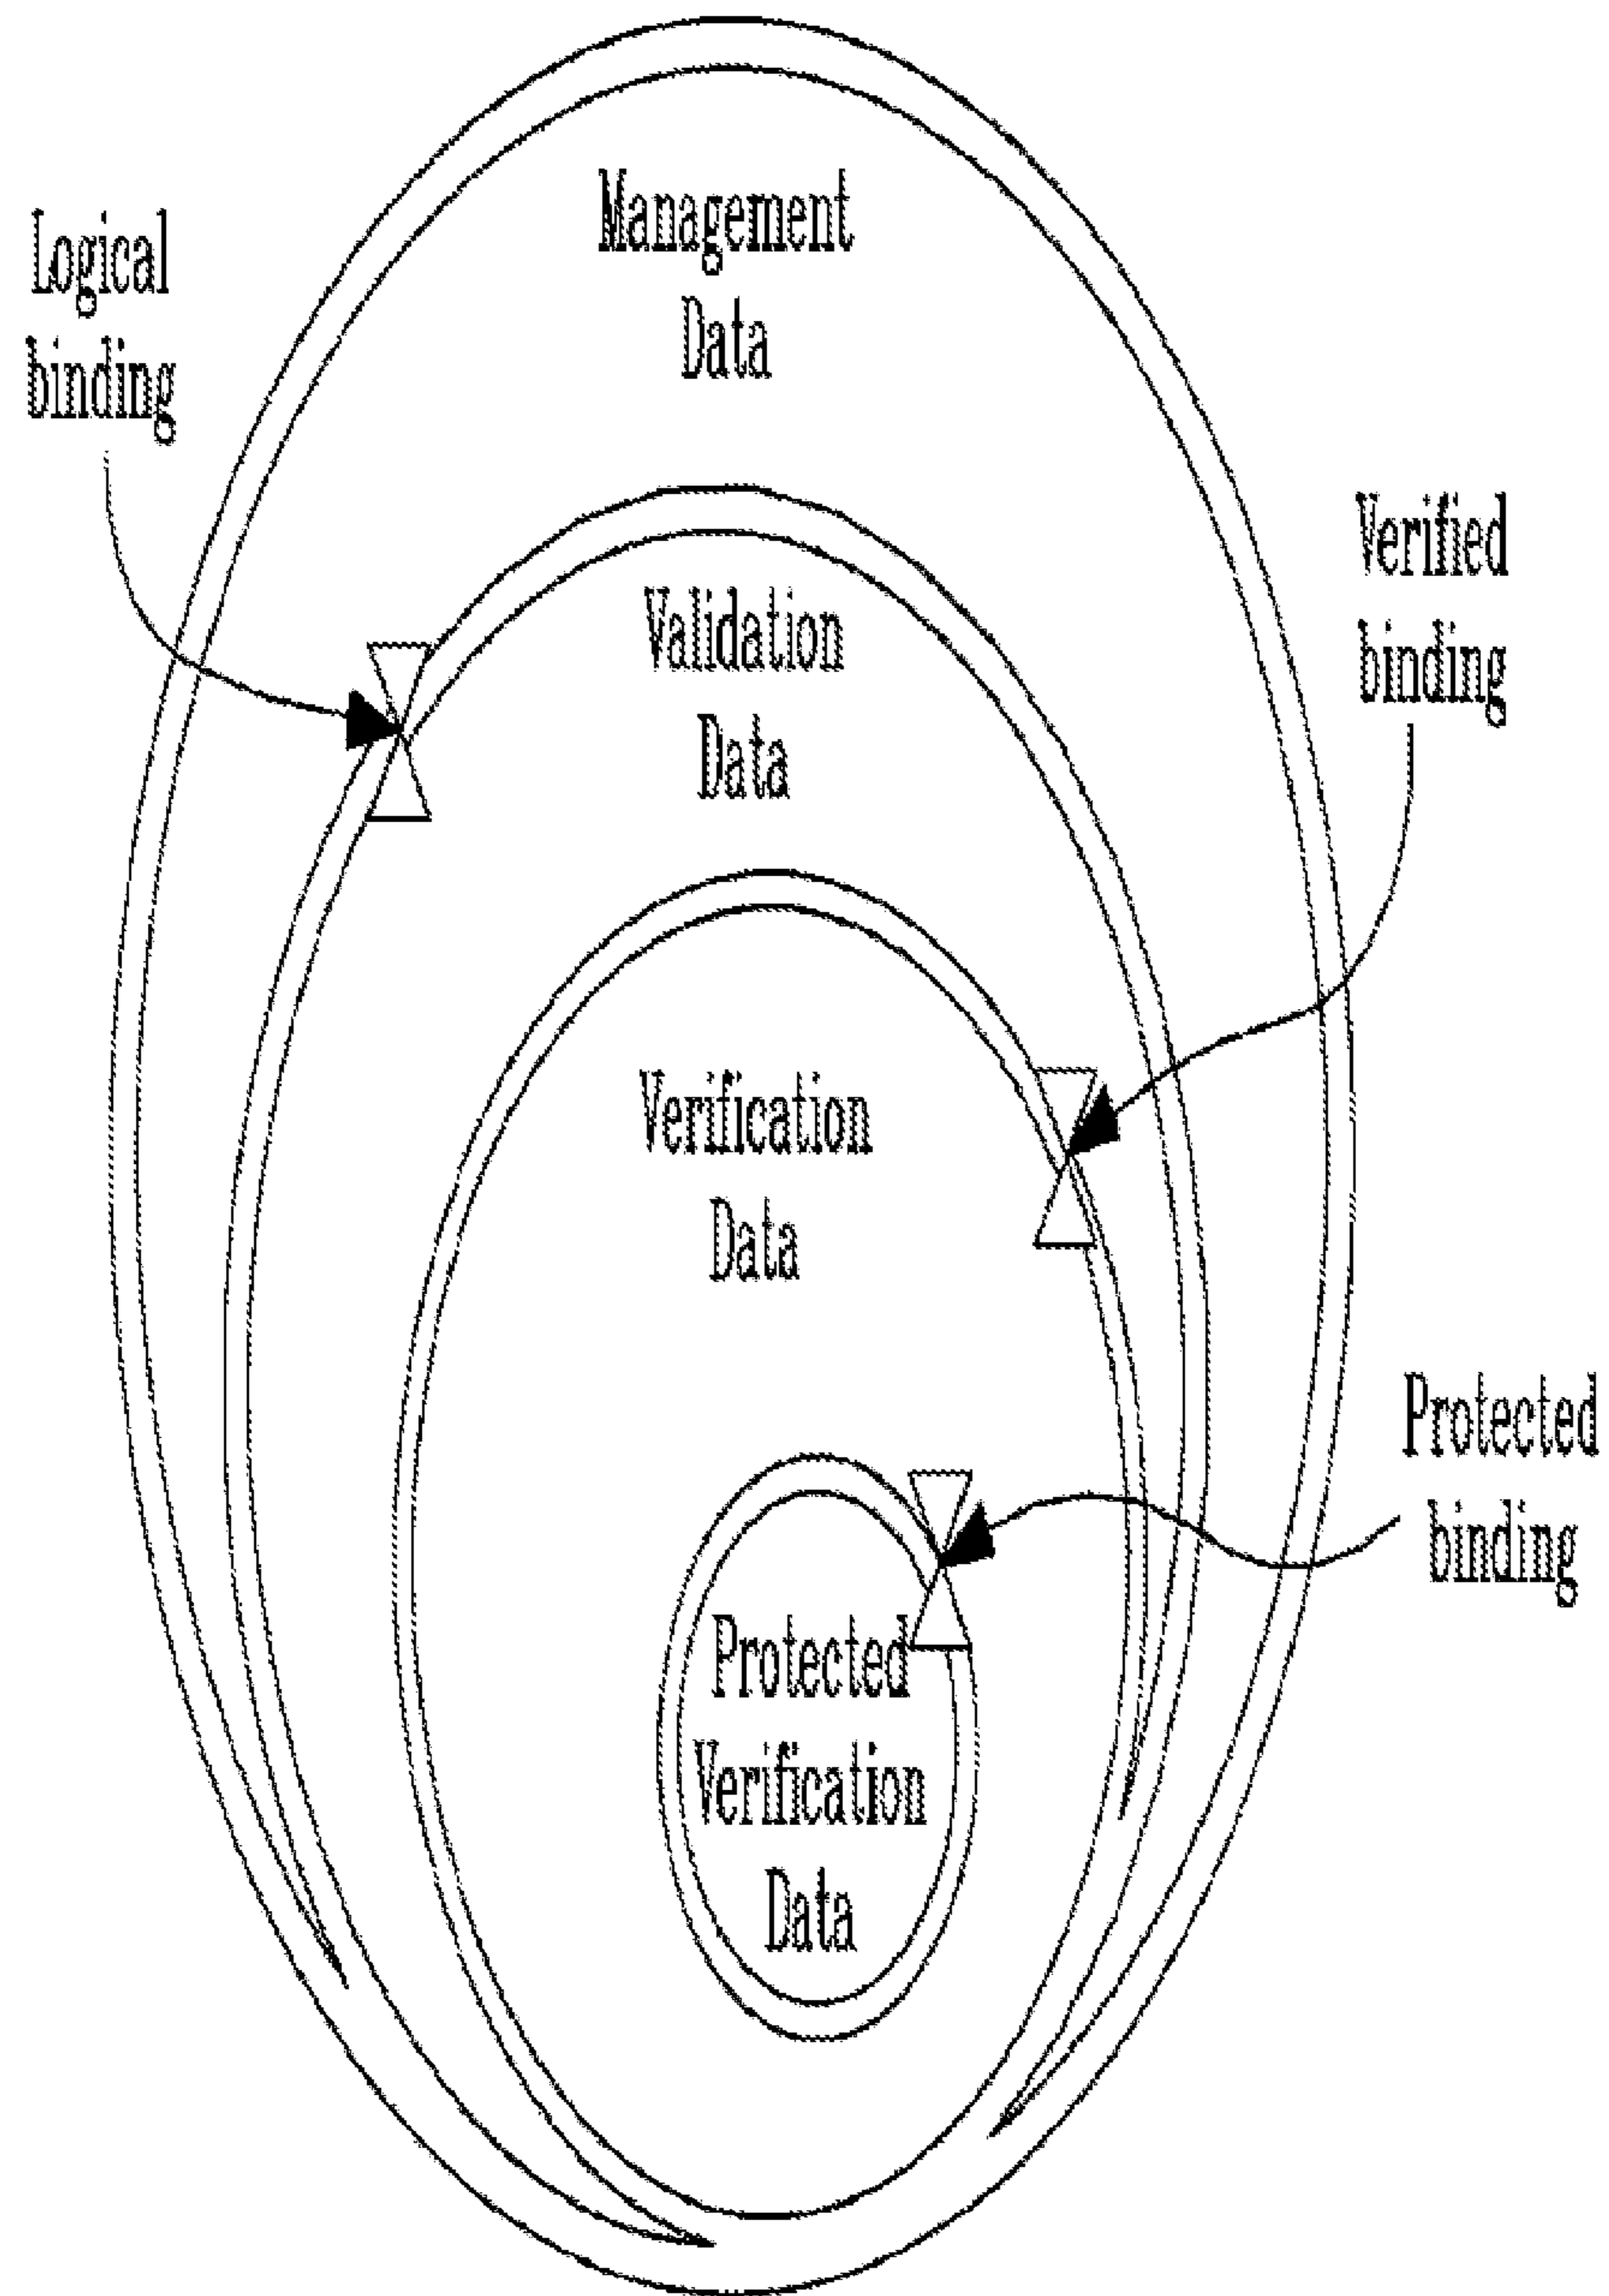 Management
Data
Logical
binding
Verified
binding
Validation
Data
Verification
Data
Protected
binding
Protected
Verification
Data